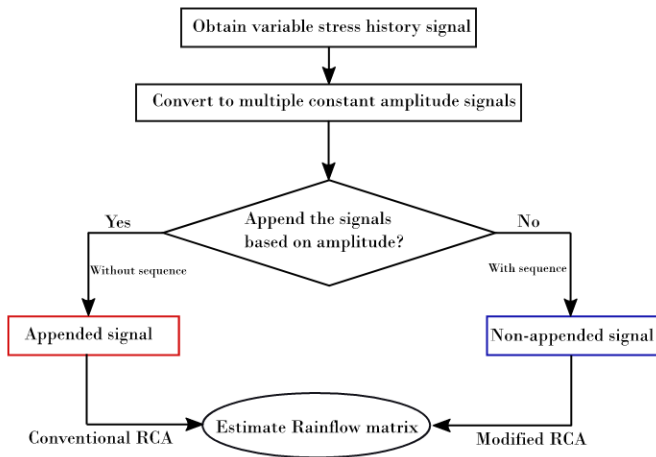 Obtain variable stress history signal
Convert to multiple constant amplitude signals
Append the signals
based on amplitude?
Yes
No
Without sequence
With sequence
Appended signal
Non-appended signal
Estimate Rainflow matrix
Conventional RCA
Modified RCA